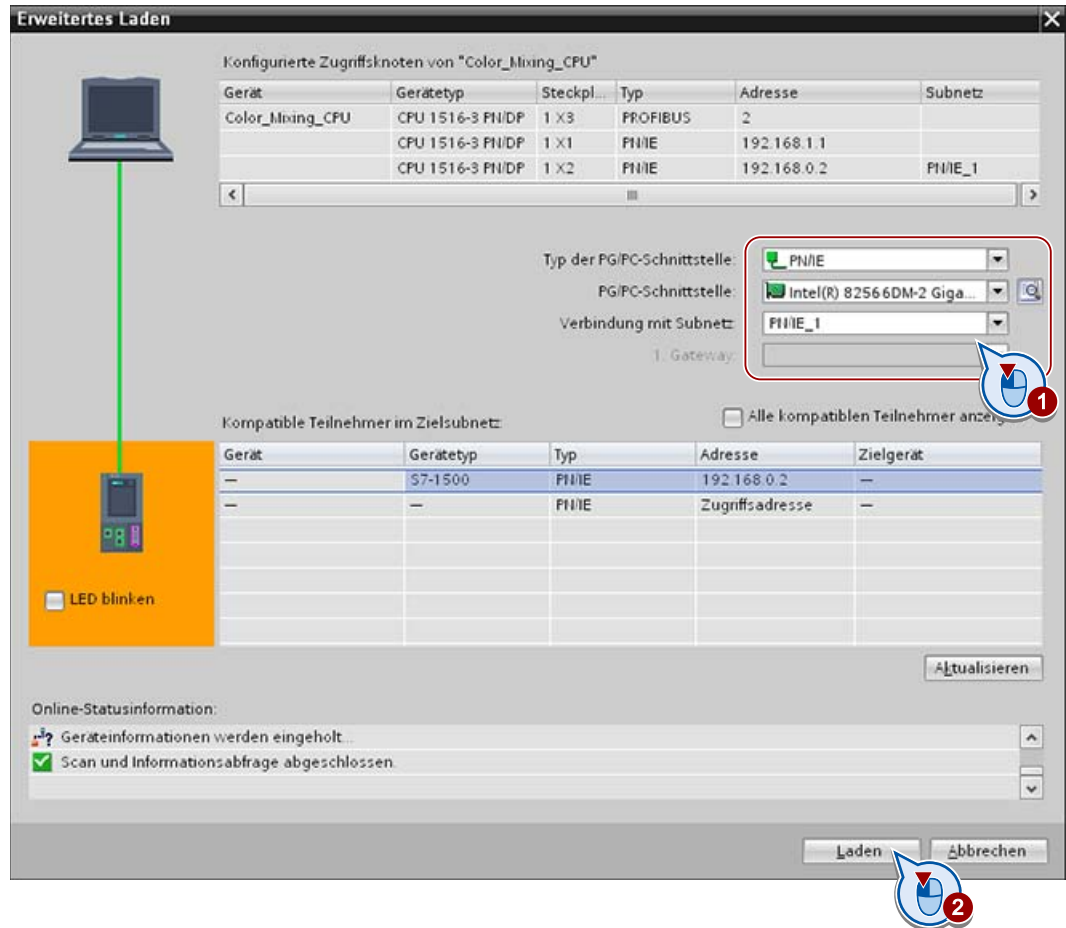 Erweitertes Laden
Konfigurierte Zugriffsknoten von "Color_Mixing_CPU"
Gerät Gerätetyp Steckpl... Typ Adresse Subnetz
Color_Mixing_CPU CPU 1516-3 PN/DP 1 X3 PROFIBUS 2
CPU 1516-3 PN/DP 1 X1 PN/IE 192.168.1.1
CPU 1516-3 PN/DP 1 X2 PN/IE 192.168.0.2 PN/IE_1
Typ der PG/PC-Schnittstelle: PN/IE
PG/PC-Schnittstelle: Intel(R) 82566DM-2 Giga...
Verbindung mit Subnetz: PN/IE_1
1. Gateway:
1
Kompatible Teilnehmer im Zielsubnetz: Alle kompatiblen Teilnehmer anzeig
Gerät Gerätetyp Typ Adresse Zielgerät
— S7-1500 PN/IE 192.168.0.2 —
— — PN/IE Zugriffsadresse —
LED blinken
Aktualisieren
Online-Statusinformation:
Geräteinformationen werden eingeholt...
Scan und Informationsabfrage abgeschlossen.
Laden Abbrechen
2